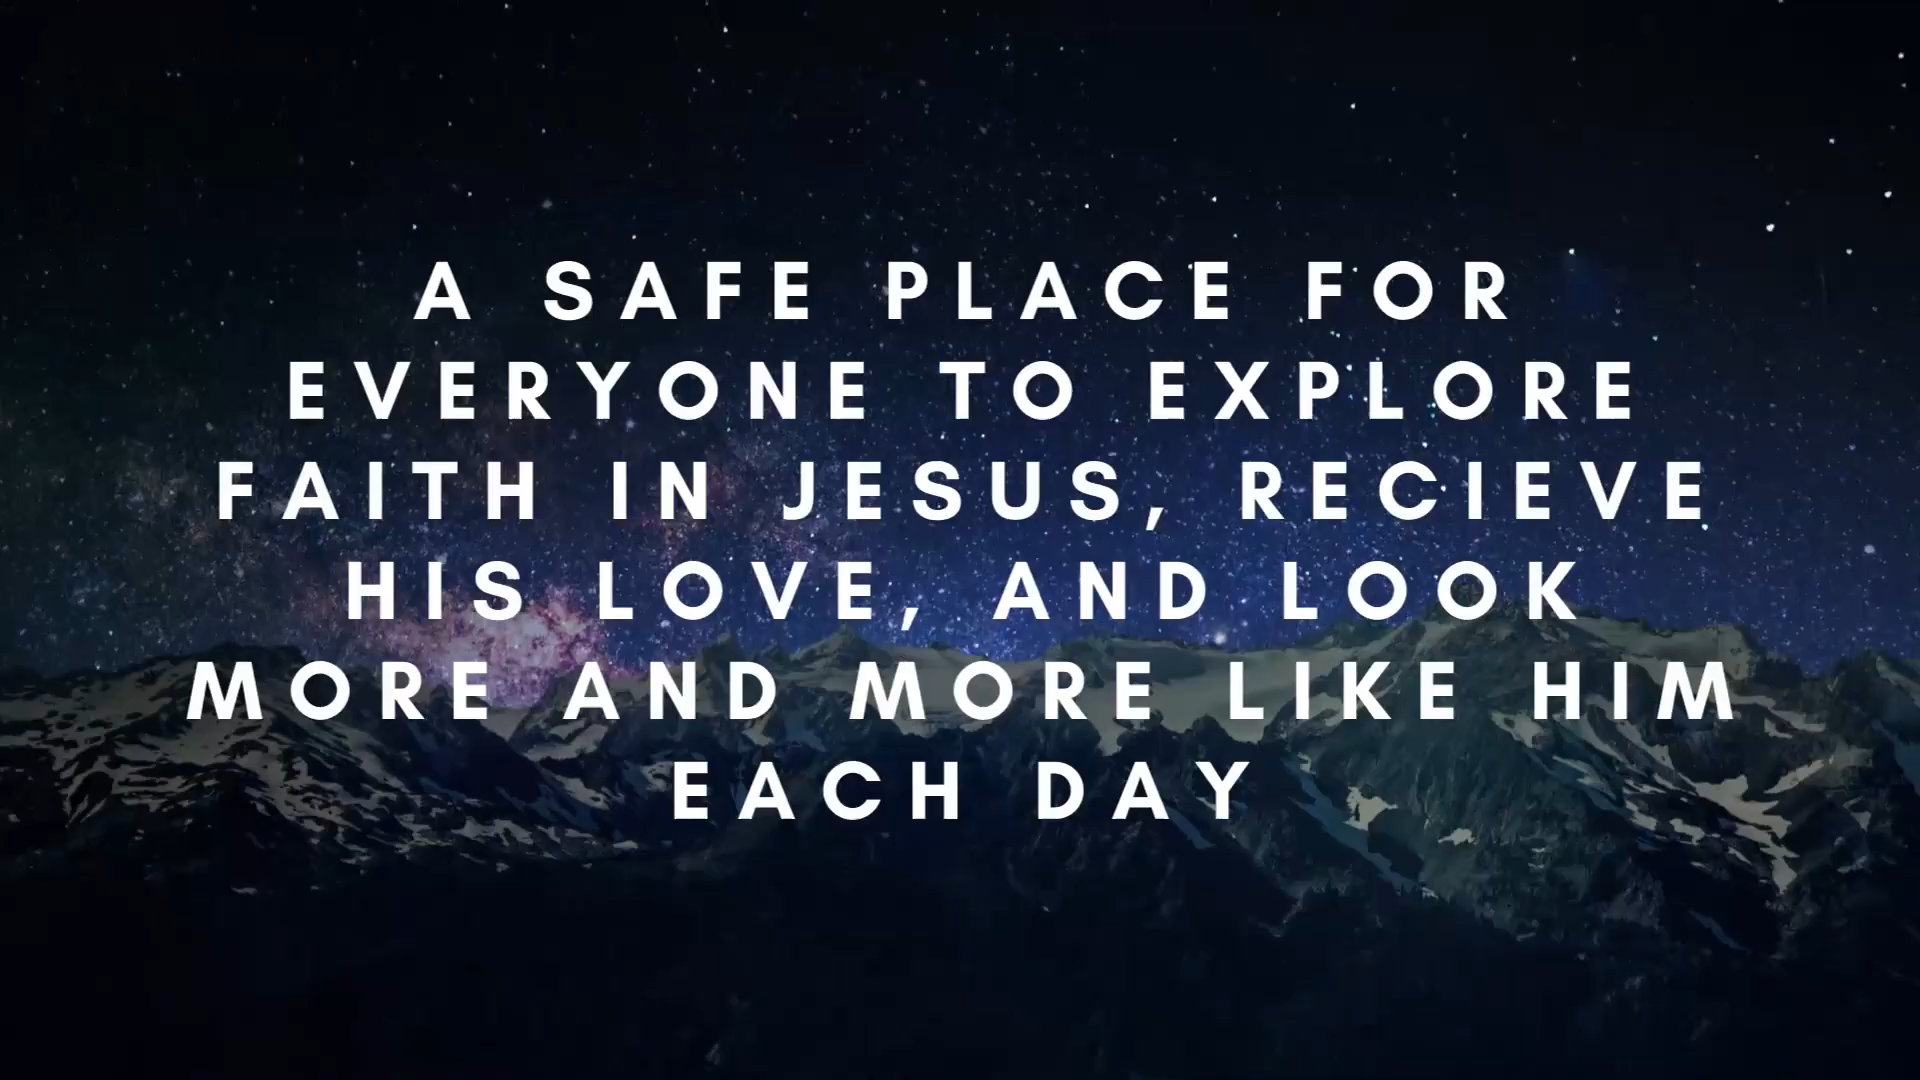 A SAFE PLACE FOR
EVERYONE TO EXPLORE
FAITH IN JESUS, RECIEVE
HIS LOVE, AND LOOK
MORE AND MORE LIKE HIM
EACH DAY